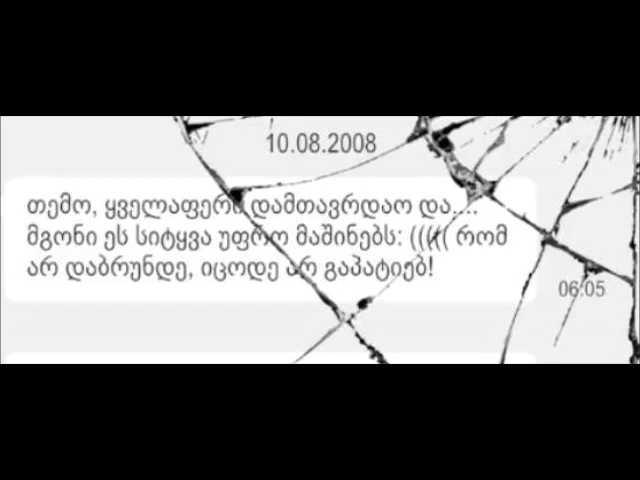 10.08.2008
თემო, ყველაფერი დამთავრდაო და....
მგონი ეს სიტყვა უფრო მაშინებს: ((((( რომ
არ დაბრუნდე, იცოდე არ გაპატიებ!
06:05